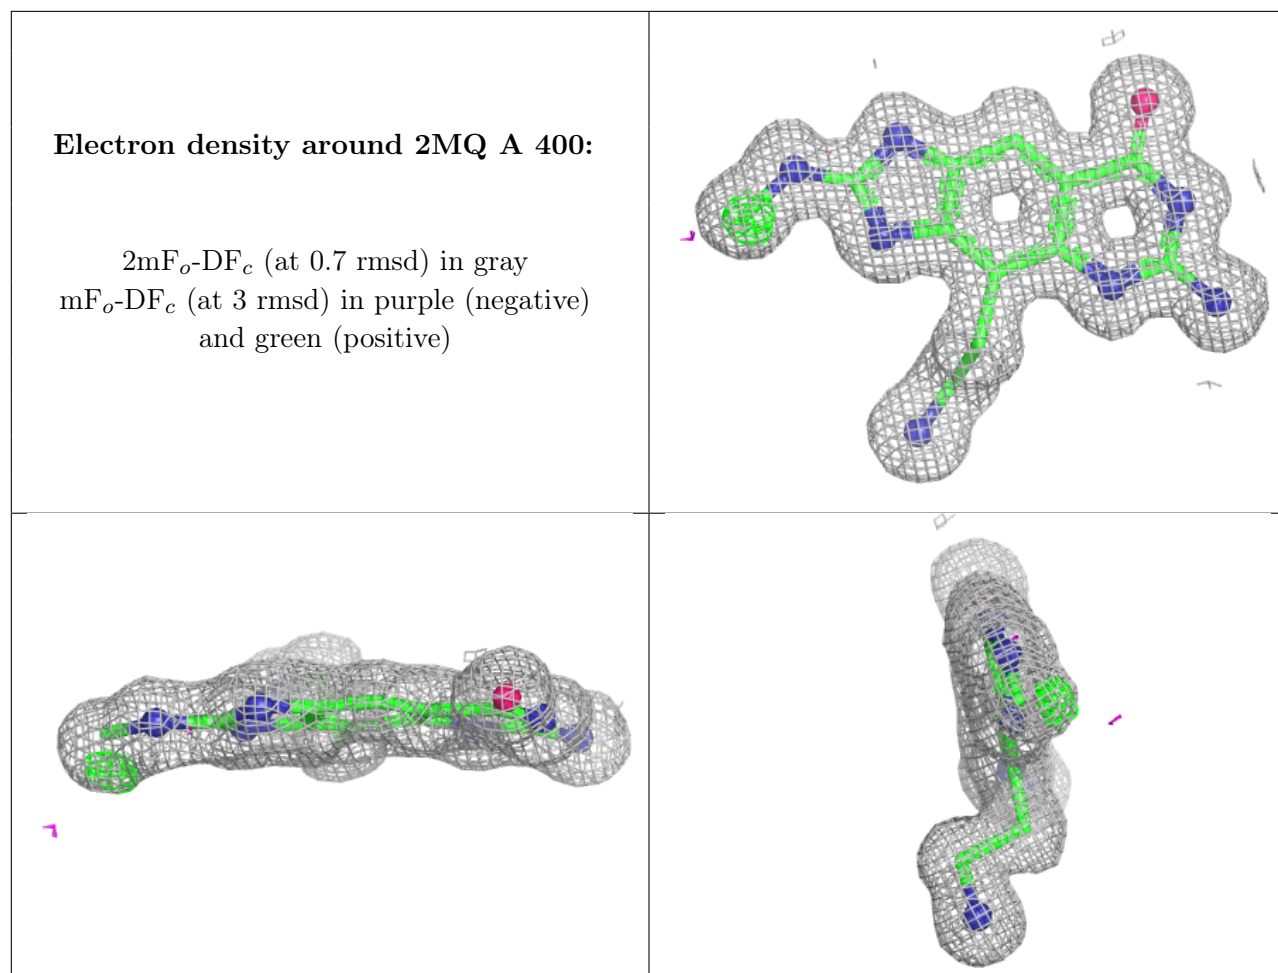 Electron density around 2MQ A 400:
2mFₒ-DF𝒸 (at 0.7 rmsd) in gray
mFₒ-DF𝒸 (at 3 rmsd) in purple (negative)
and green (positive)